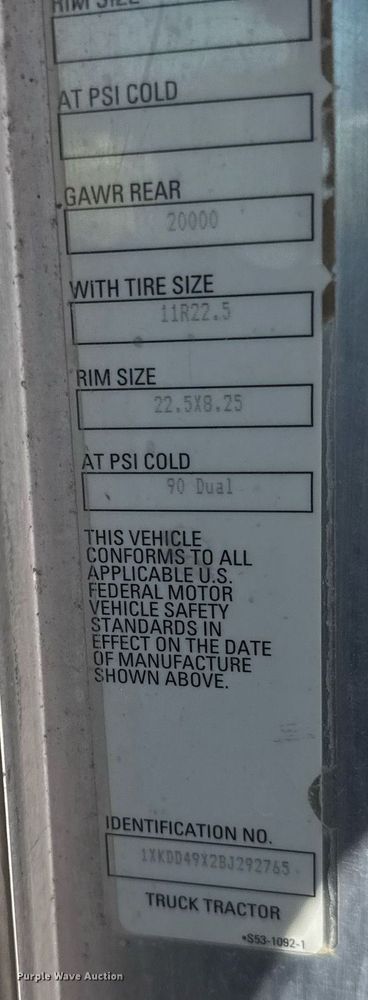 RIM SIZE
AT PSI COLD
GAWR REAR
20000
WITH TIRE SIZE
11R22.5
RIM SIZE
22.5X8.25
AT PSI COLD
90 Dual
THIS VEHICLE
CONFORMS TO ALL
APPLICABLE U.S.
FEDERAL MOTOR
VEHICLE SAFETY
STANDARDS IN
EFFECT ON THE DATE
OF MANUFACTURE
SHOWN ABOVE.
IDENTIFICATION NO.
1XKDD49X2BJ292765
TRUCK TRACTOR
•S53-1092-1
Purple Wave Auction